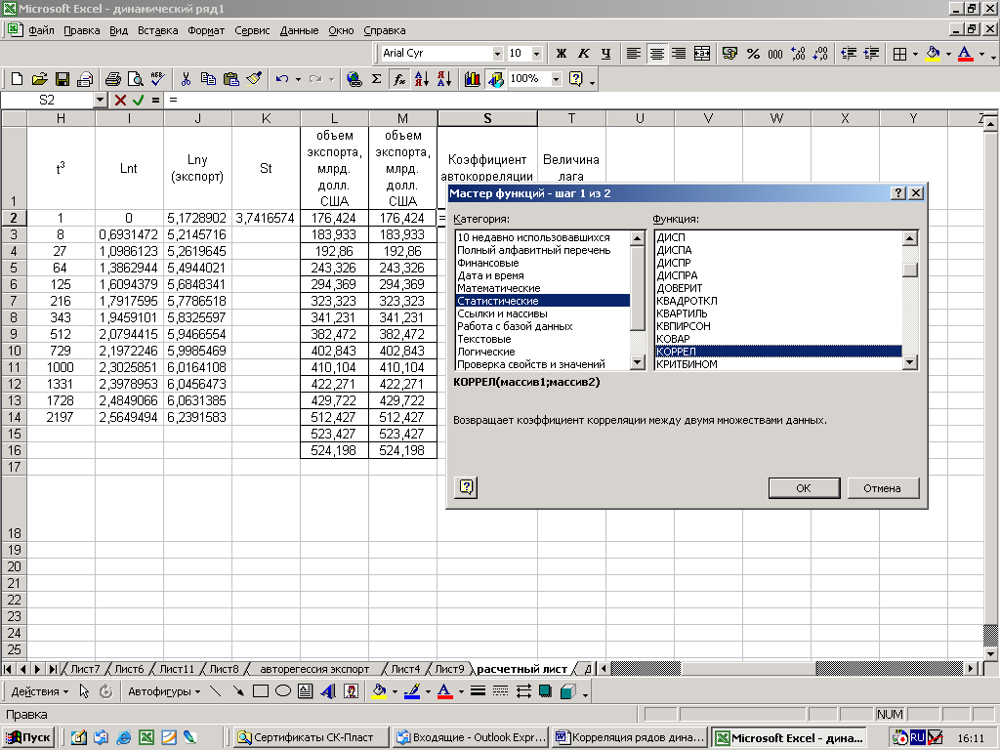 Microsoft Excel - динамический ряд1
Файл Правка Вид Вставка Формат Сервис Данные Окно Справка
Arial Cyr 10 Ж К Ч % 000
100%
S2 = =
H I J K L M S T U V W X Y Z
1 t³ Lnt Lny (экспорт) St объем экспорта, млрд. долл. США объем экспорта, млрд. долл. США Коэффициент автокорреляции Величина лага
2 1 0 5,1728902 3,7416574 176,424 176,424 =
3 8 0,6931472 5,2145716 183,933 183,933
4 27 1,0986123 5,2619645 192,86 192,86
5 64 1,3862944 5,4944021 243,326 243,326
6 125 1,6094379 5,6848341 294,369 294,369
7 216 1,7917595 5,7786518 323,323 323,323
8 343 1,9459101 5,8325597 341,231 341,231
9 512 2,0794415 5,9466554 382,472 382,472
10 729 2,1972246 5,9985469 402,843 402,843
11 1000 2,3025851 6,0164108 410,104 410,104
12 1331 2,3978953 6,0456473 422,271 422,271
13 1728 2,4849066 6,0631385 429,722 429,722
14 2197 2,5649494 6,2391583 512,427 512,427
15 523,427 523,427
16 524,198 524,198
17
18
19
20
21
22
23
24
25
Мастер функций - шаг 1 из 2
Категория: Функция:
10 недавно использовавшихся ДИСП
Полный алфавитный перечень ДИСПА
Финансовые ДИСПР
Дата и время ДИСПРА
Математические ДОВЕРИТ
Статистические КВАДРОТКЛ
Ссылки и массивы КВАРТИЛЬ
Работа с базой данных КВПИРСОН
Текстовые КОВАР
Логические КОРРЕЛ
Проверка свойств и значений КРИТБИНОМ
КОРРЕЛ(массив1;массив2)
Возвращает коэффициент корреляции между двумя множествами данных.
ОК Отмена
Лист7 Лист6 Лист11 Лист8 авторегессия экспорт Лист4 Лист9 расчетный лист Д
Действия Автофигуры
Правка NUM
Пуск Сертификаты СК-Пласт Входящие - Outlook Expr... Корреляция рядов дина... Microsoft Excel - дина... RU 16:11